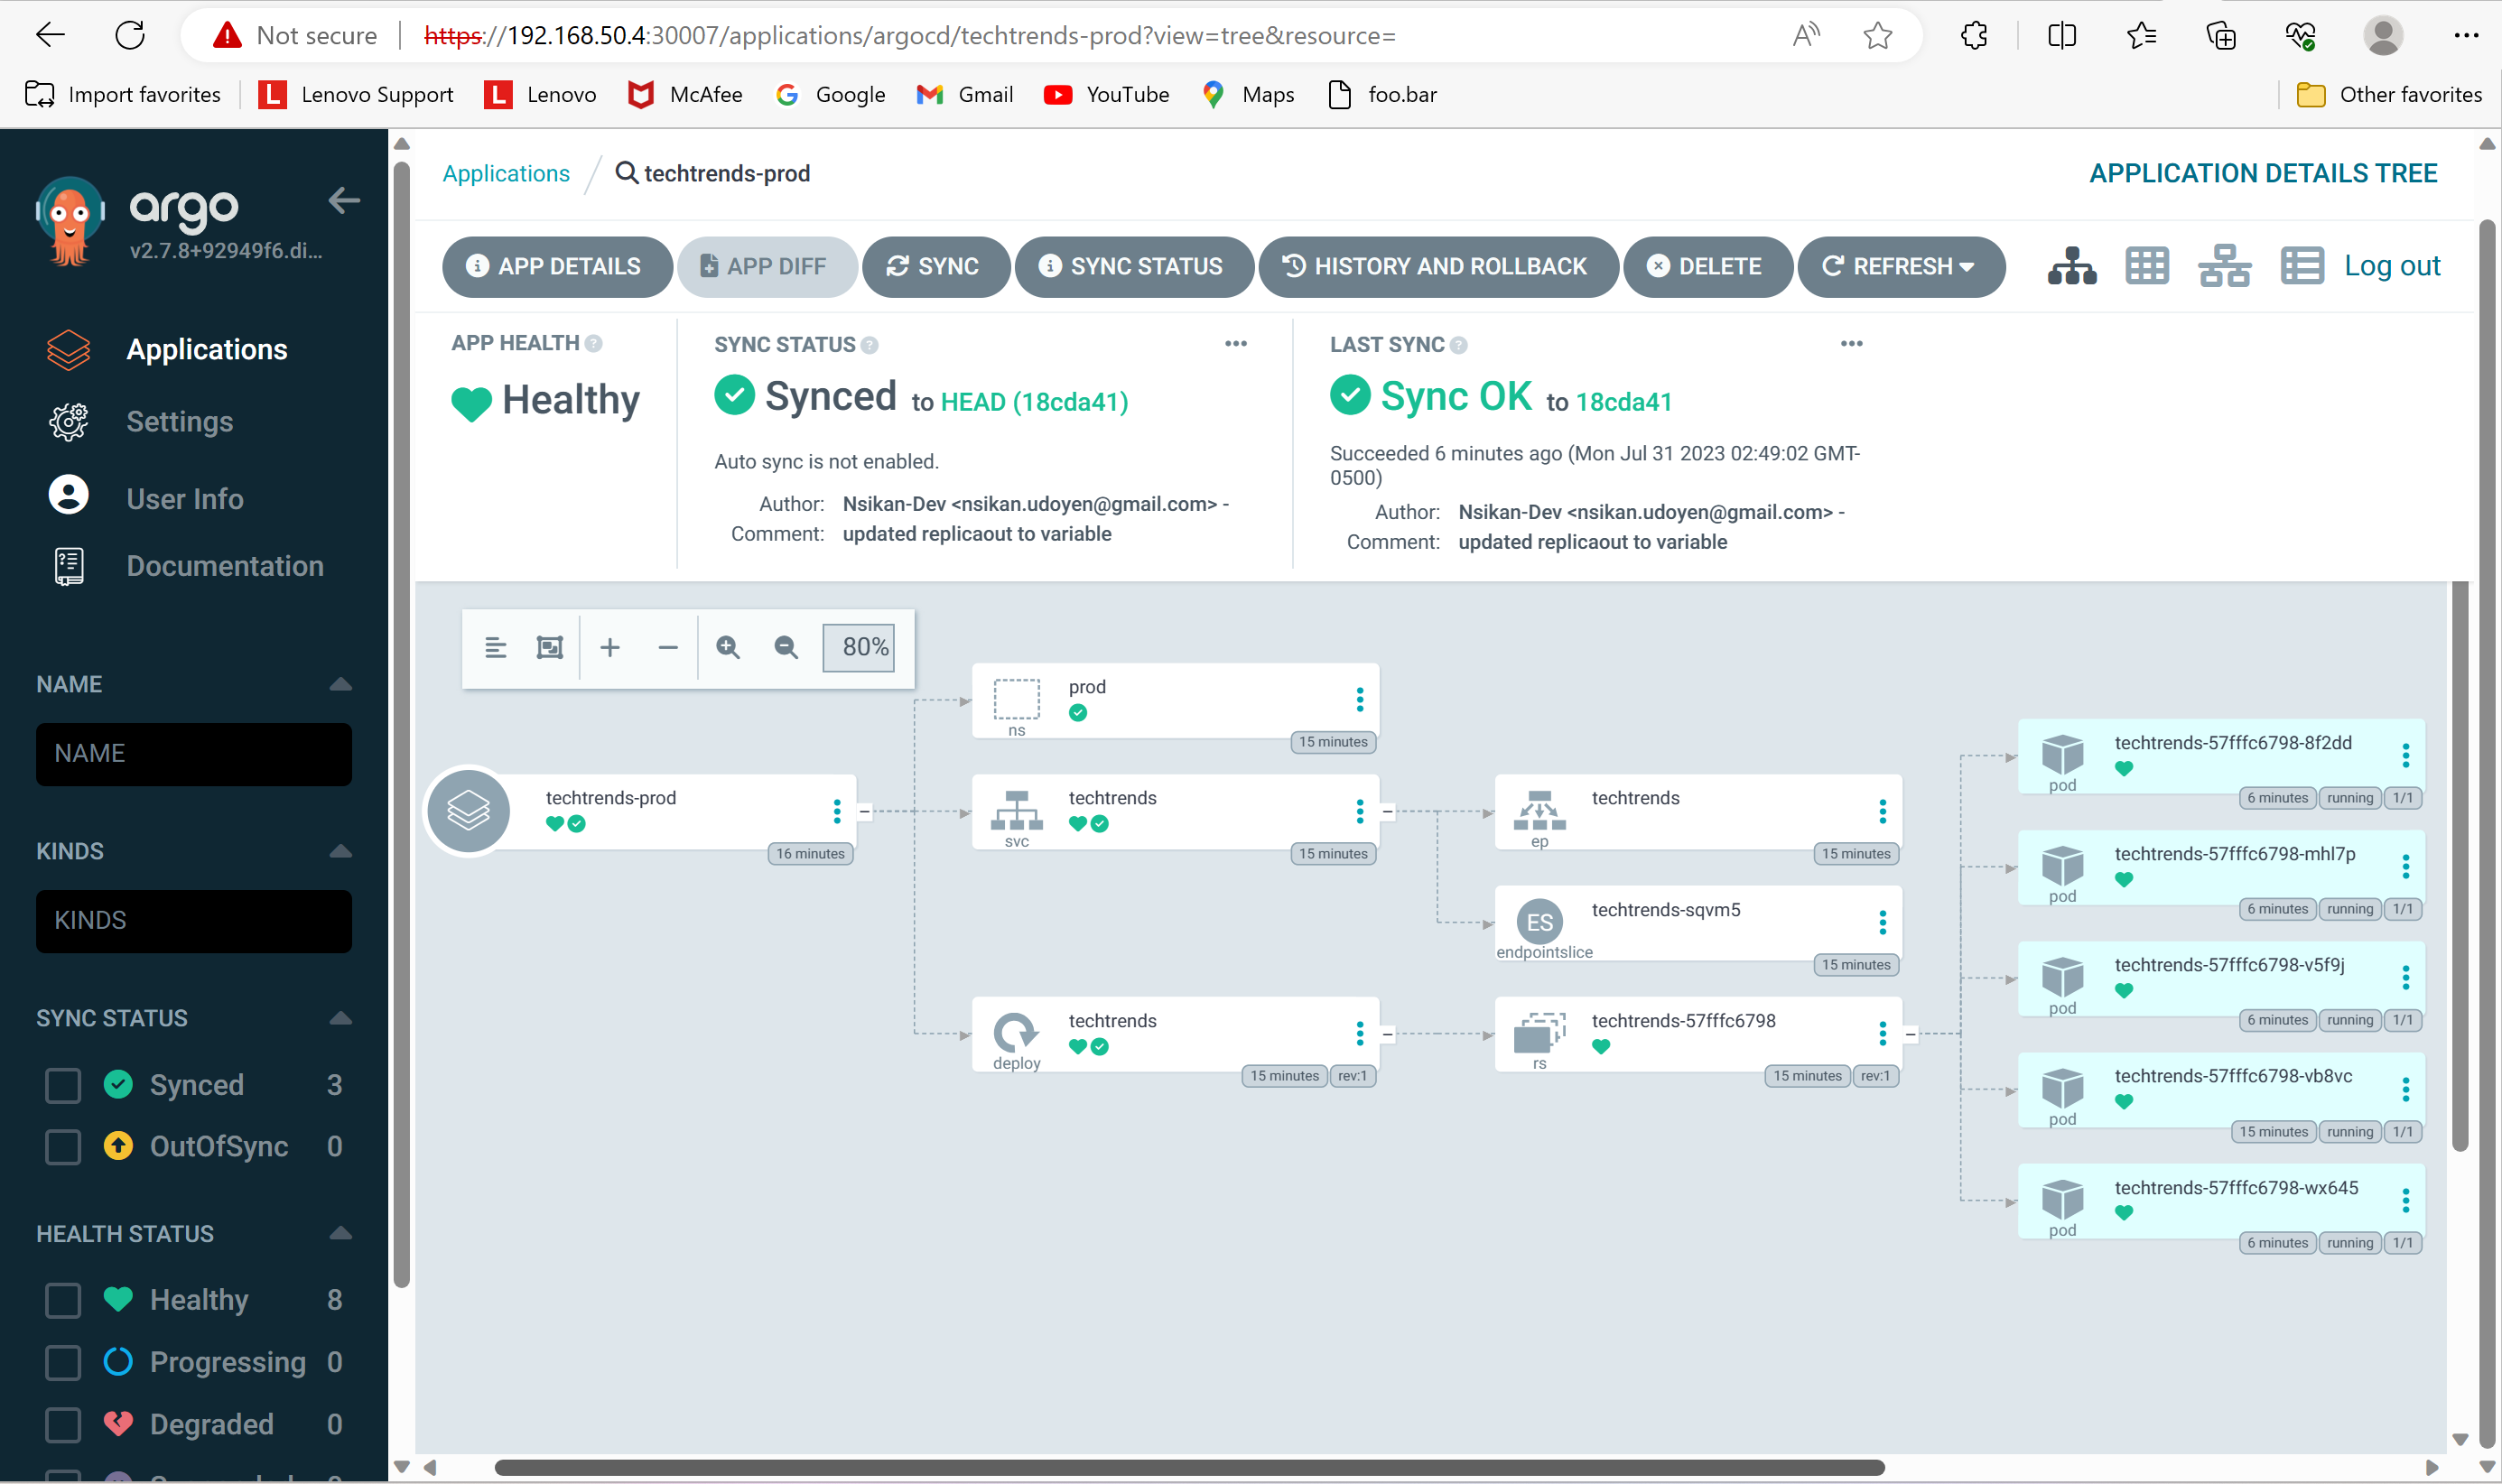 Not secure https://192.168.50.4:30007/applications/argocd/techtrends-prod?view=tree&resource=
Import favorites Lenovo Support Lenovo McAfee Google Gmail YouTube Maps foo.bar Other favorites
argo
v2.7.8+92949f6.di...
Applications
Settings
User Info
Documentation
NAME
NAME
KINDS
KINDS
SYNC STATUS
Synced 3
OutOfSync 0
HEALTH STATUS
Healthy 8
Progressing 0
Degraded 0
Applications / techtrends-prod
APPLICATION DETAILS TREE
APP DETAILS APP DIFF SYNC SYNC STATUS HISTORY AND ROLLBACK DELETE REFRESH Log out
APP HEALTH ?
Healthy
SYNC STATUS ?
Synced to HEAD (18cda41)
Auto sync is not enabled.
Author: Nsikan-Dev <nsikan.udoyen@gmail.com> -
Comment: updated replicaout to variable
LAST SYNC ?
Sync OK to 18cda41
Succeeded 6 minutes ago (Mon Jul 31 2023 02:49:02 GMT-
0500)
Author: Nsikan-Dev <nsikan.udoyen@gmail.com> -
Comment: updated replicaout to variable
80%
techtrends-prod
16 minutes
prod
ns
15 minutes
techtrends
svc
15 minutes
techtrends
deploy
15 minutes rev:1
techtrends
ep
15 minutes
techtrends-sqvm5
ES
endpointslice
15 minutes
techtrends-57fffc6798
rs
15 minutes rev:1
techtrends-57fffc6798-8f2dd
pod
6 minutes running 1/1
techtrends-57fffc6798-mhl7p
pod
6 minutes running 1/1
techtrends-57fffc6798-v5f9j
pod
6 minutes running 1/1
techtrends-57fffc6798-vb8vc
pod
15 minutes running 1/1
techtrends-57fffc6798-wx645
pod
6 minutes running 1/1